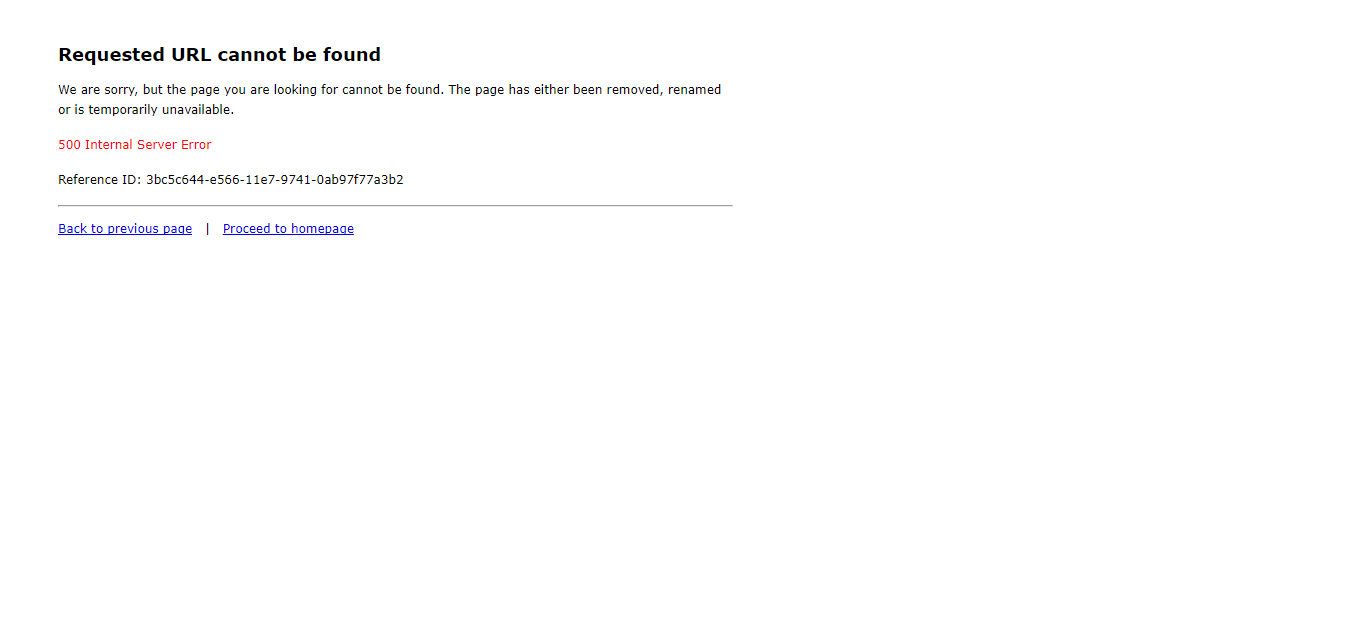 Requested URL cannot be found
We are sorry, but the page you are looking for cannot be found. The page has either been removed, renamed
or is temporarily unavailable.
500 Internal Server Error
Reference ID: 3bc5c644-e566-11e7-9741-0ab97f77a3b2
Back to previous page | Proceed to homepage